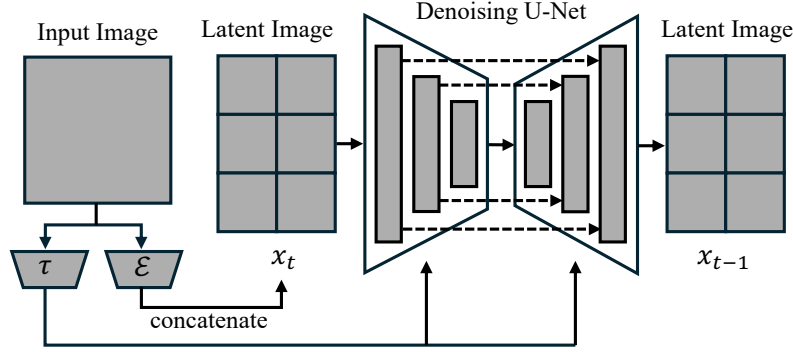 Denoising U-Net
Input Image
Latent Image
Latent Image
τ
ℰ
x_t
x_{t−1}
concatenate